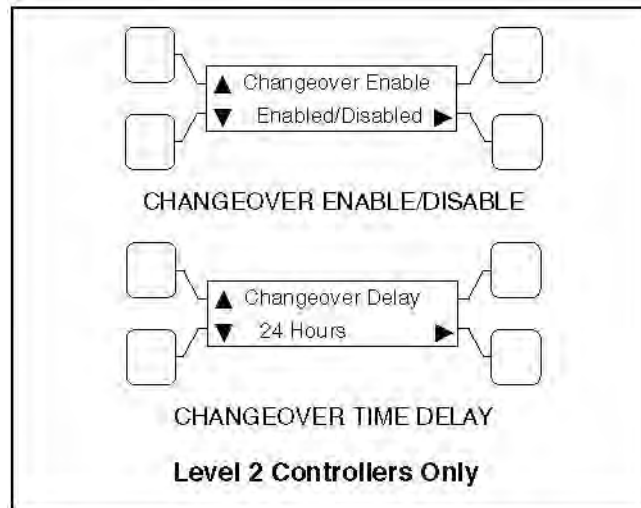 ▲ Changeover Enable
▼ Enabled/Disabled ▶
CHANGEOVER ENABLE/DISABLE
▲ Changeover Delay
▼ 24 Hours ▶
CHANGEOVER TIME DELAY
Level 2 Controllers Only